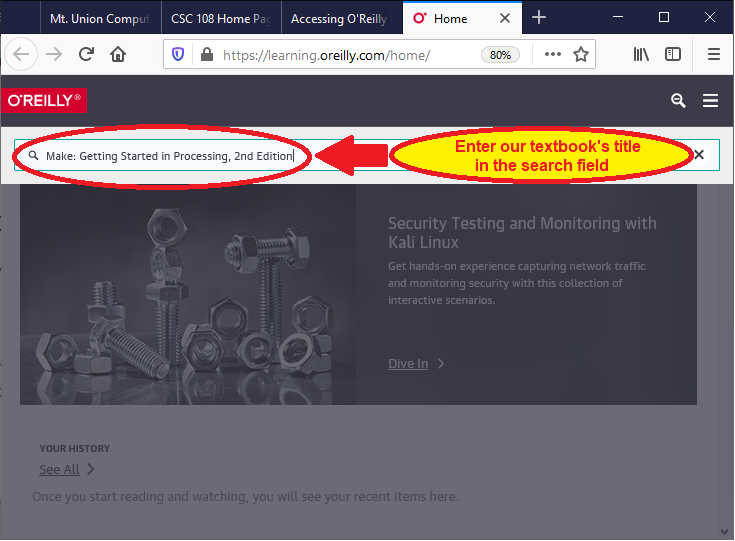 Mt. Union Comput
CSC 108 Home Pag
Accessing O'Reilly
Home
https://learning.oreilly.com/home/
80%
O'REILLY®
Make: Getting Started in Processing, 2nd Edition
Enter our textbook's title
in the search field
Security Testing and Monitoring with
Kali Linux
Get hands-on experience capturing network traffic
and monitoring security with this collection of
interactive scenarios.
Dive In
YOUR HISTORY
See All
Once you start reading and watching, you will see your recent items here.